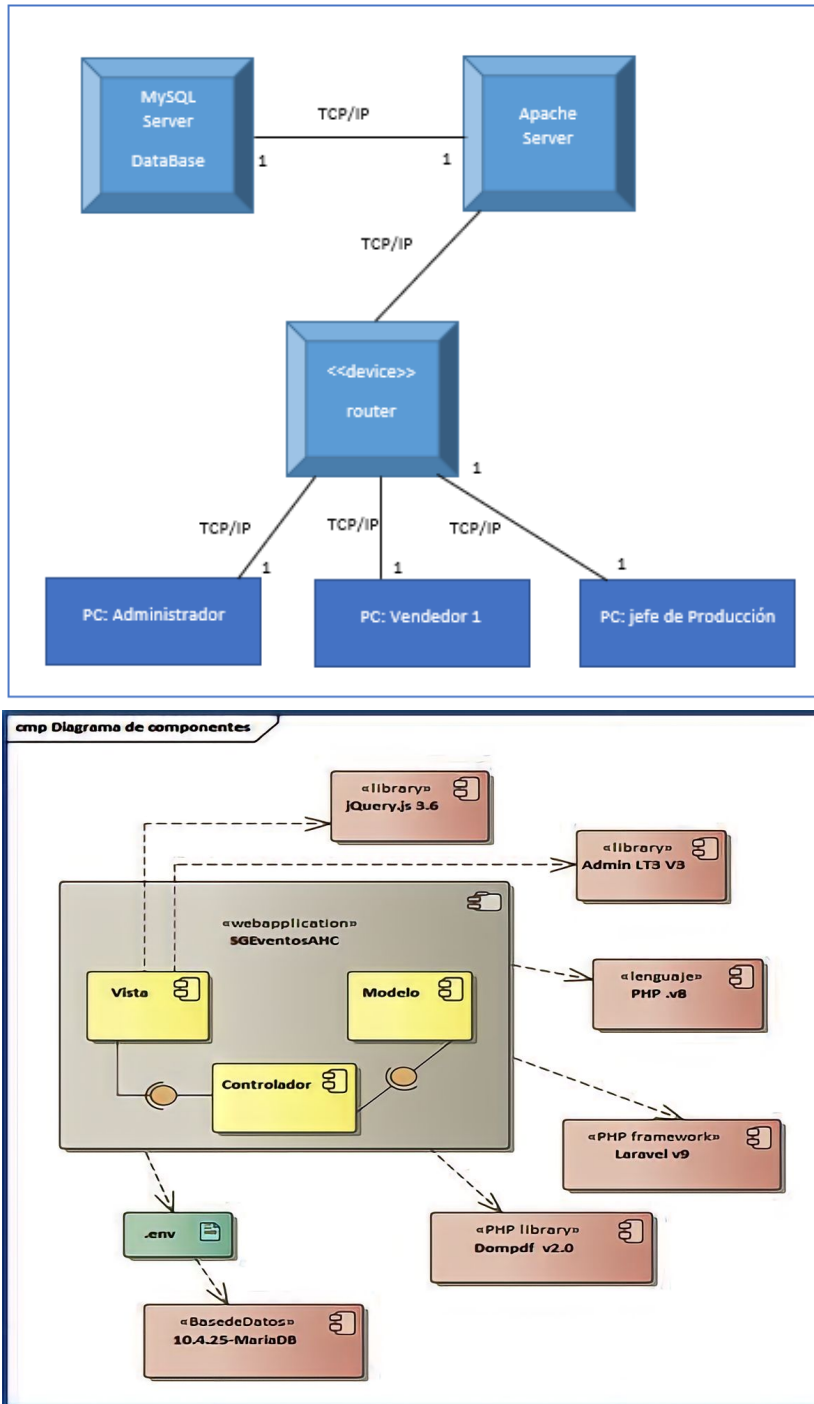 MySQL
Server
DataBase
TCP/IP
1
1
Apache
Server
TCP/IP
<<device>>
router
1
TCP/IP
TCP/IP
TCP/IP
1
1
1
PC: Administrador
PC: Vendedor 1
PC: jefe de Producción
cmp Diagrama de componentes
«library»
jQuery.js 3.6
«library»
Admin LT3 V3
«webapplication»
SGEventosAHC
Vista
Modelo
«lenguaje»
PHP .v8
Controlador
«PHP framework»
Laravel v9
.env
«PHP library»
Dompdf v2.0
«BasedeDatos»
10.4.25-MariaDB